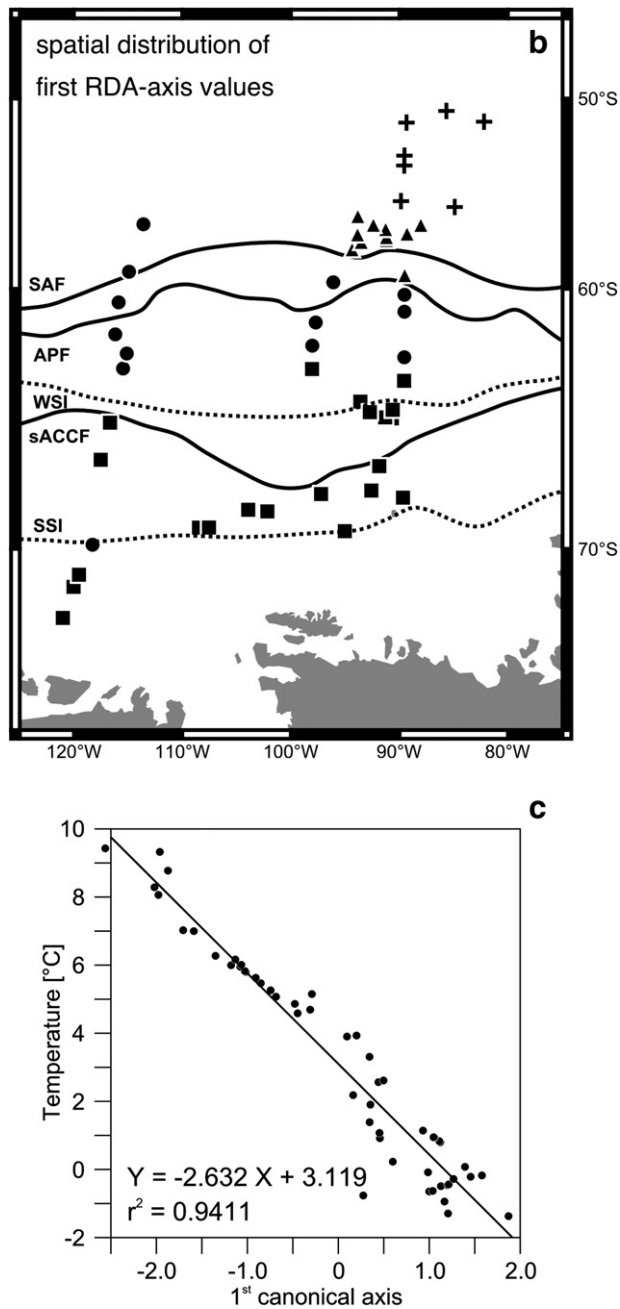 spatial distribution of
b
first RDA-axis values
50°S
SAF
60°S
APF
WSI
sACCF
SSI
70°S
120°W 110°W 100°W 90°W 80°W
c
10
8
6
4
2
0
-2
Temperature [°C]
Y = -2.632 X + 3.119
r² = 0.9411
-2.0 -1.0 0 1.0 2.0
1st canonical axis